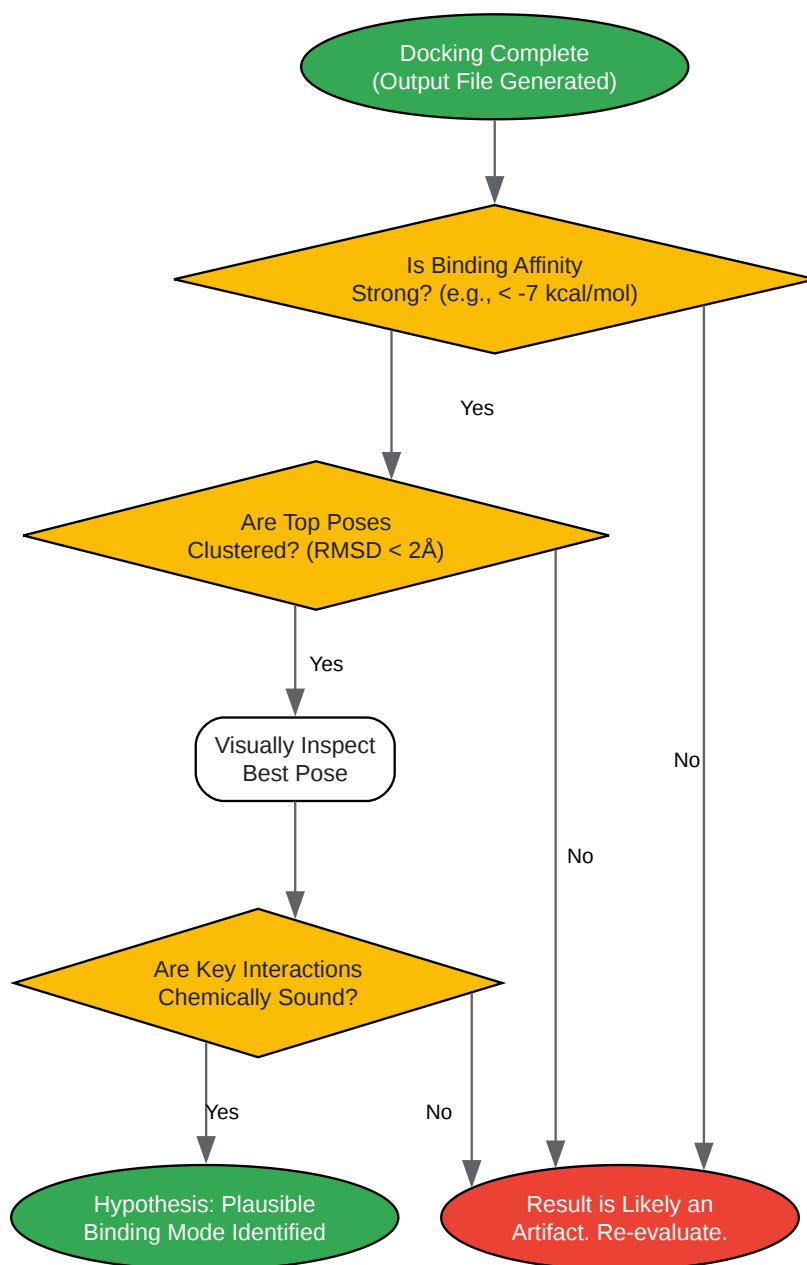 Docking Complete
(Output File Generated)
Is Binding Affinity
Strong? (e.g., < -7 kcal/mol)
Yes
Are Top Poses
Clustered? (RMSD < 2Å)
Yes
Visually Inspect
Best Pose
No
No
Are Key Interactions
Chemically Sound?
Yes
No
Hypothesis: Plausible
Binding Mode Identified
Result is Likely an
Artifact. Re-evaluate.